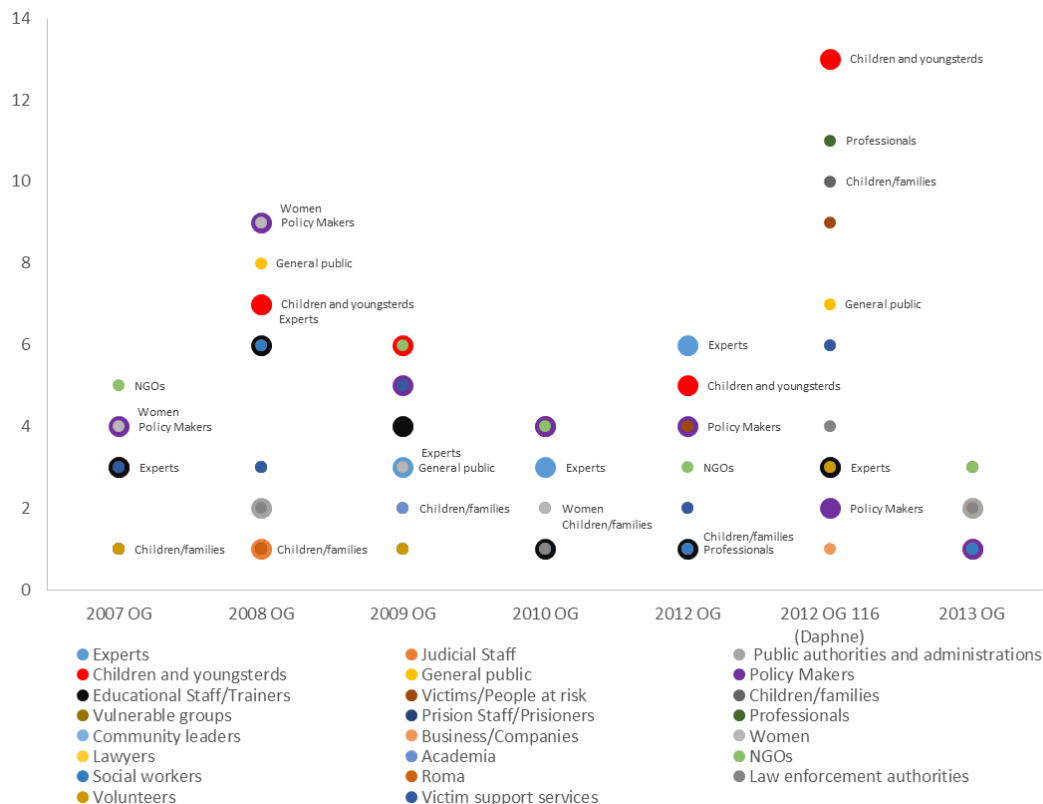 14
Children and youngsterds
12
Professionals
10
Children/families
Women
Policy Makers
8
General public
General public
Children and youngsterds
Experts
6
Experts
NGOs
Children and youngsterds
Women
4
Policy Makers
Policy Makers
Experts
Experts
General public
Experts
NGOs
Experts
2
Children/families
Women
Children/families
Policy Makers
Children/families
Professionals
Children/families
Children/families
0
2007 OG
2008 OG
2009 OG
2010 OG
2012 OG
2012 OG 116
(Daphne)
2013 OG
Experts
Judicial Staff
Public authorities and administrations
Children and youngsterds
General public
Policy Makers
Educational Staff/Trainers
Victims/People at risk
Children/families
Vulnerable groups
Prision Staff/Prisioners
Professionals
Community leaders
Business/Companies
Women
Lawyers
Academia
NGOs
Social workers
Roma
Law enforcement authorities
Volunteers
Victim support services